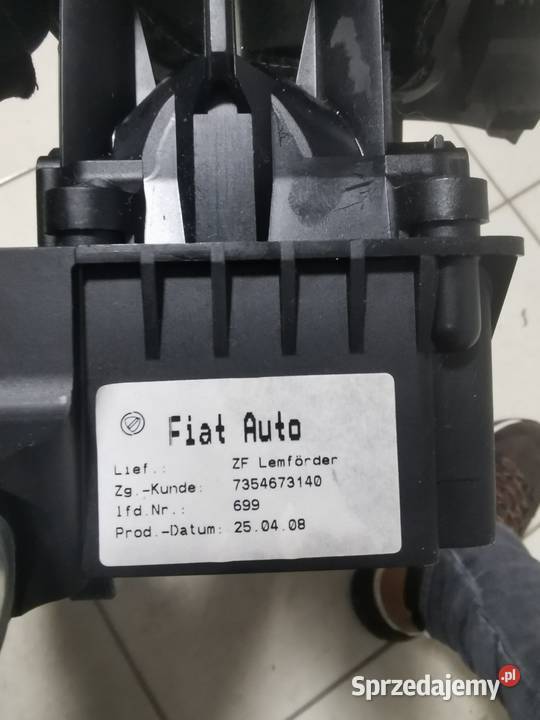 Fiat Auto
Lief.: ZF Lemförder
Zg.-Kunde: 7354673140
lfd.Nr.: 699
Prod.-Datum: 25.04.08
Sprzedajemy.pl